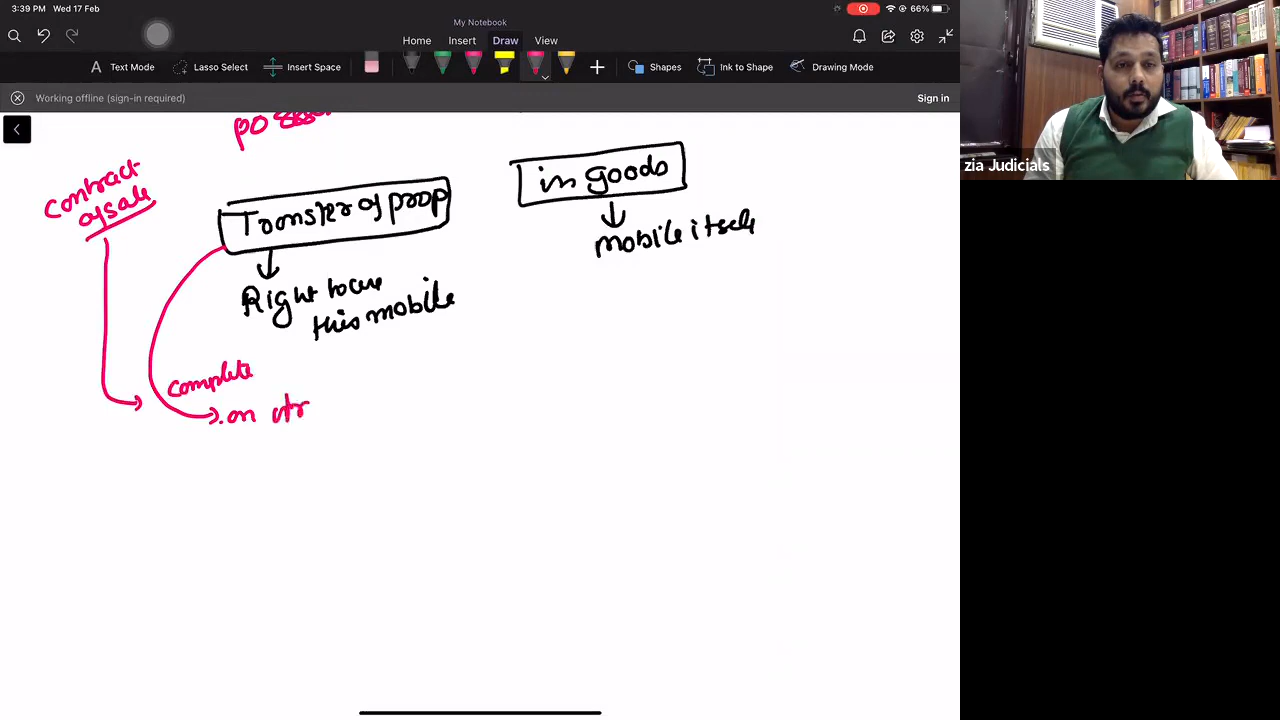 3:39 PM Wed 17 Feb
66%
My Notebook
Home Insert Draw View
A Text Mode Lasso Select Insert Space Shapes Ink to Shape Drawing Mode
Working offline (sign-in required) Sign in
zia Judicials
contract
of sale
Transfer of prop
in goods
mobile itself
Right to use
this mobile
complete
on